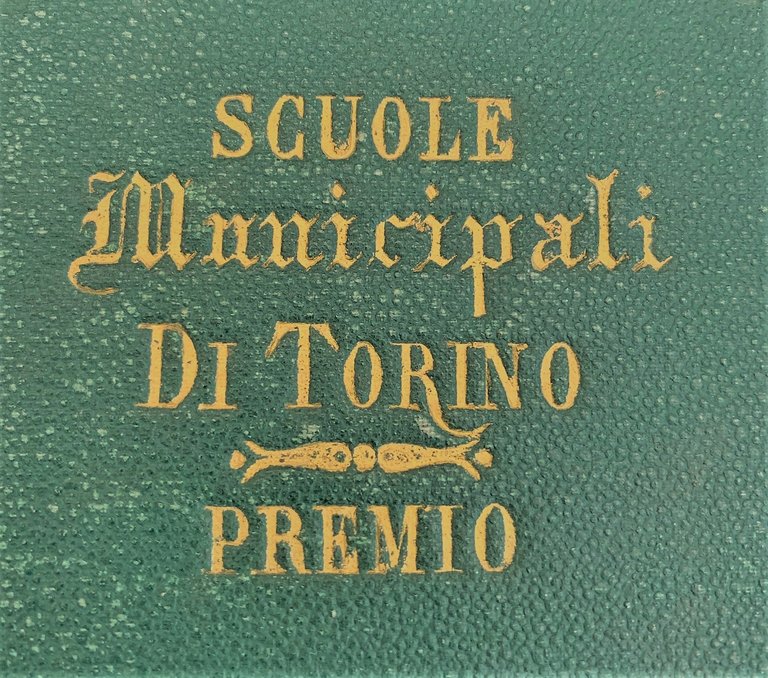 SCUOLE
Municipali
DI TORINO
PREMIO